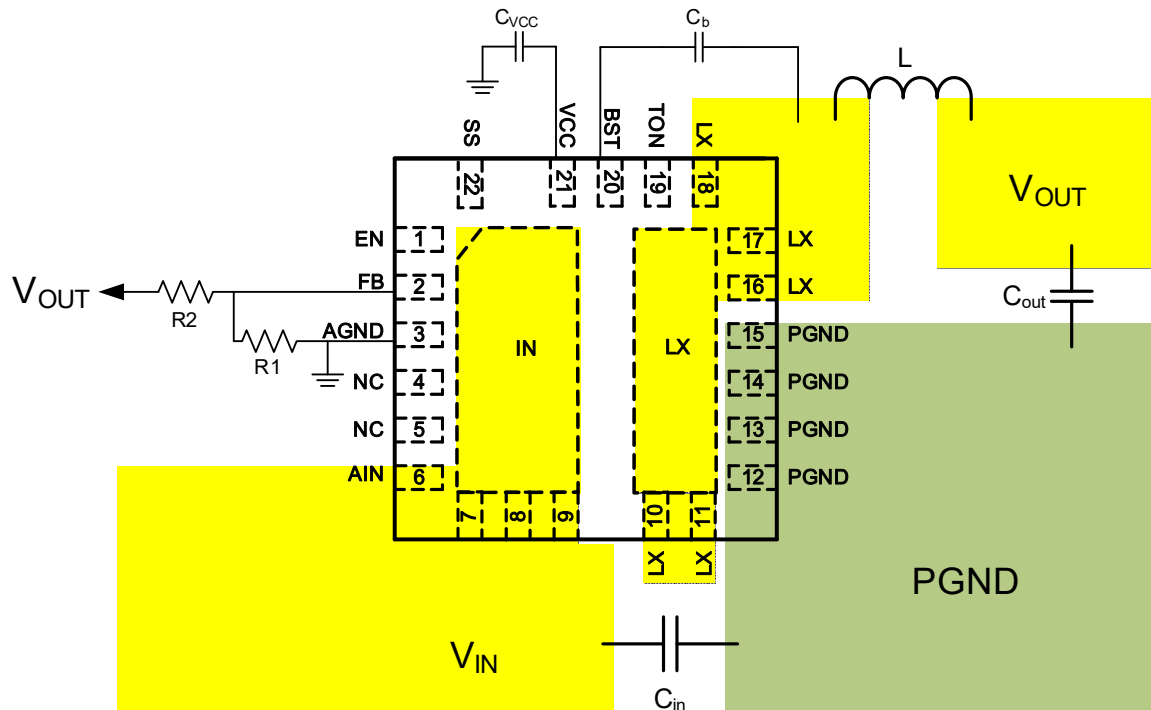 CVCC
Cb
L
SS
VCC
BST
TON
LX
22
21
20
19
18
VOUT
EN
1
17
LX
FB
2
16
LX
VOUT
R2
Cout
AGND
3
IN
LX
15
PGND
R1
NC
4
14
PGND
NC
5
13
PGND
AIN
6
12
PGND
7
8
9
10
11
LX
LX
PGND
VIN
Cin